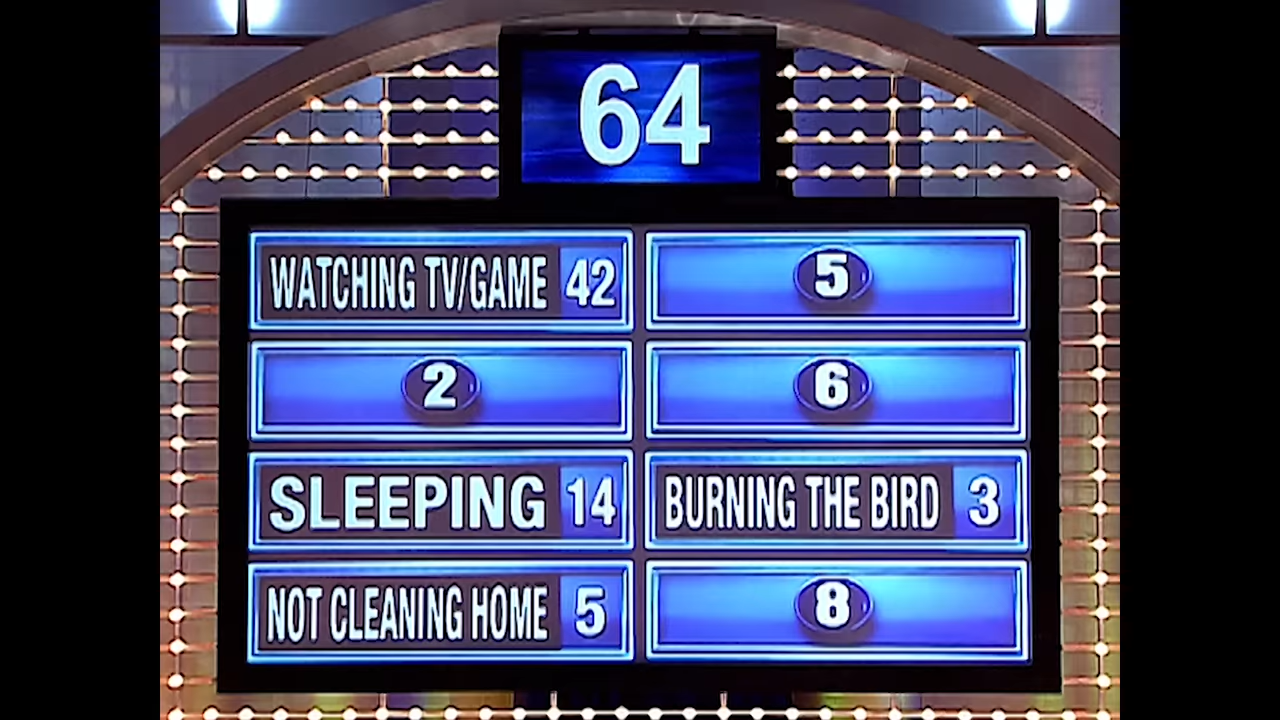 64
WATCHING TV/GAME 42
2
SLEEPING 14
NOT CLEANING HOME 5
5
6
BURNING THE BIRD 3
8